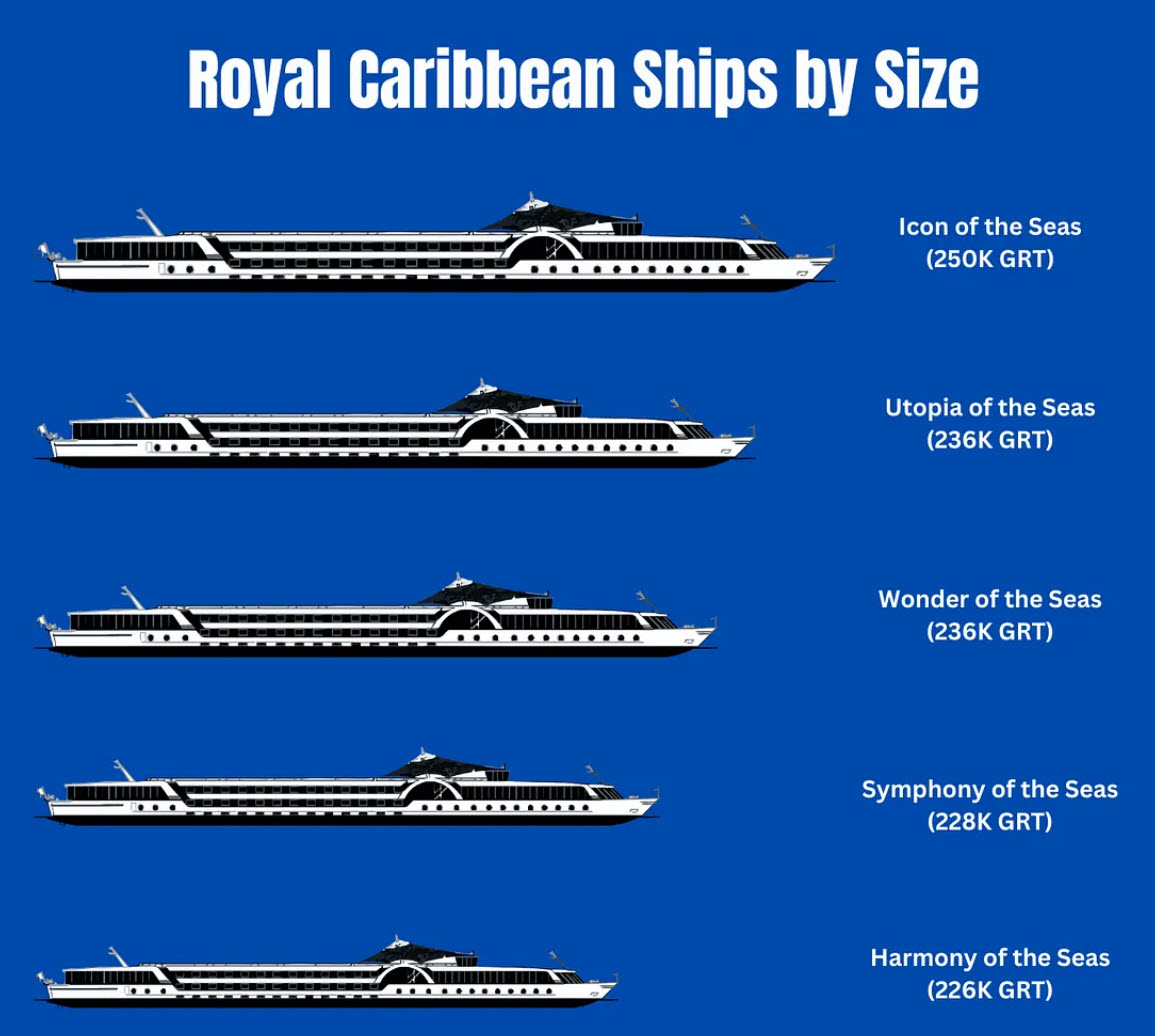 Royal Caribbean Ships by Size
Icon of the Seas
(250K GRT)
Utopia of the Seas
(236K GRT)
Wonder of the Seas
(236K GRT)
Symphony of the Seas
(228K GRT)
Harmony of the Seas
(226K GRT)